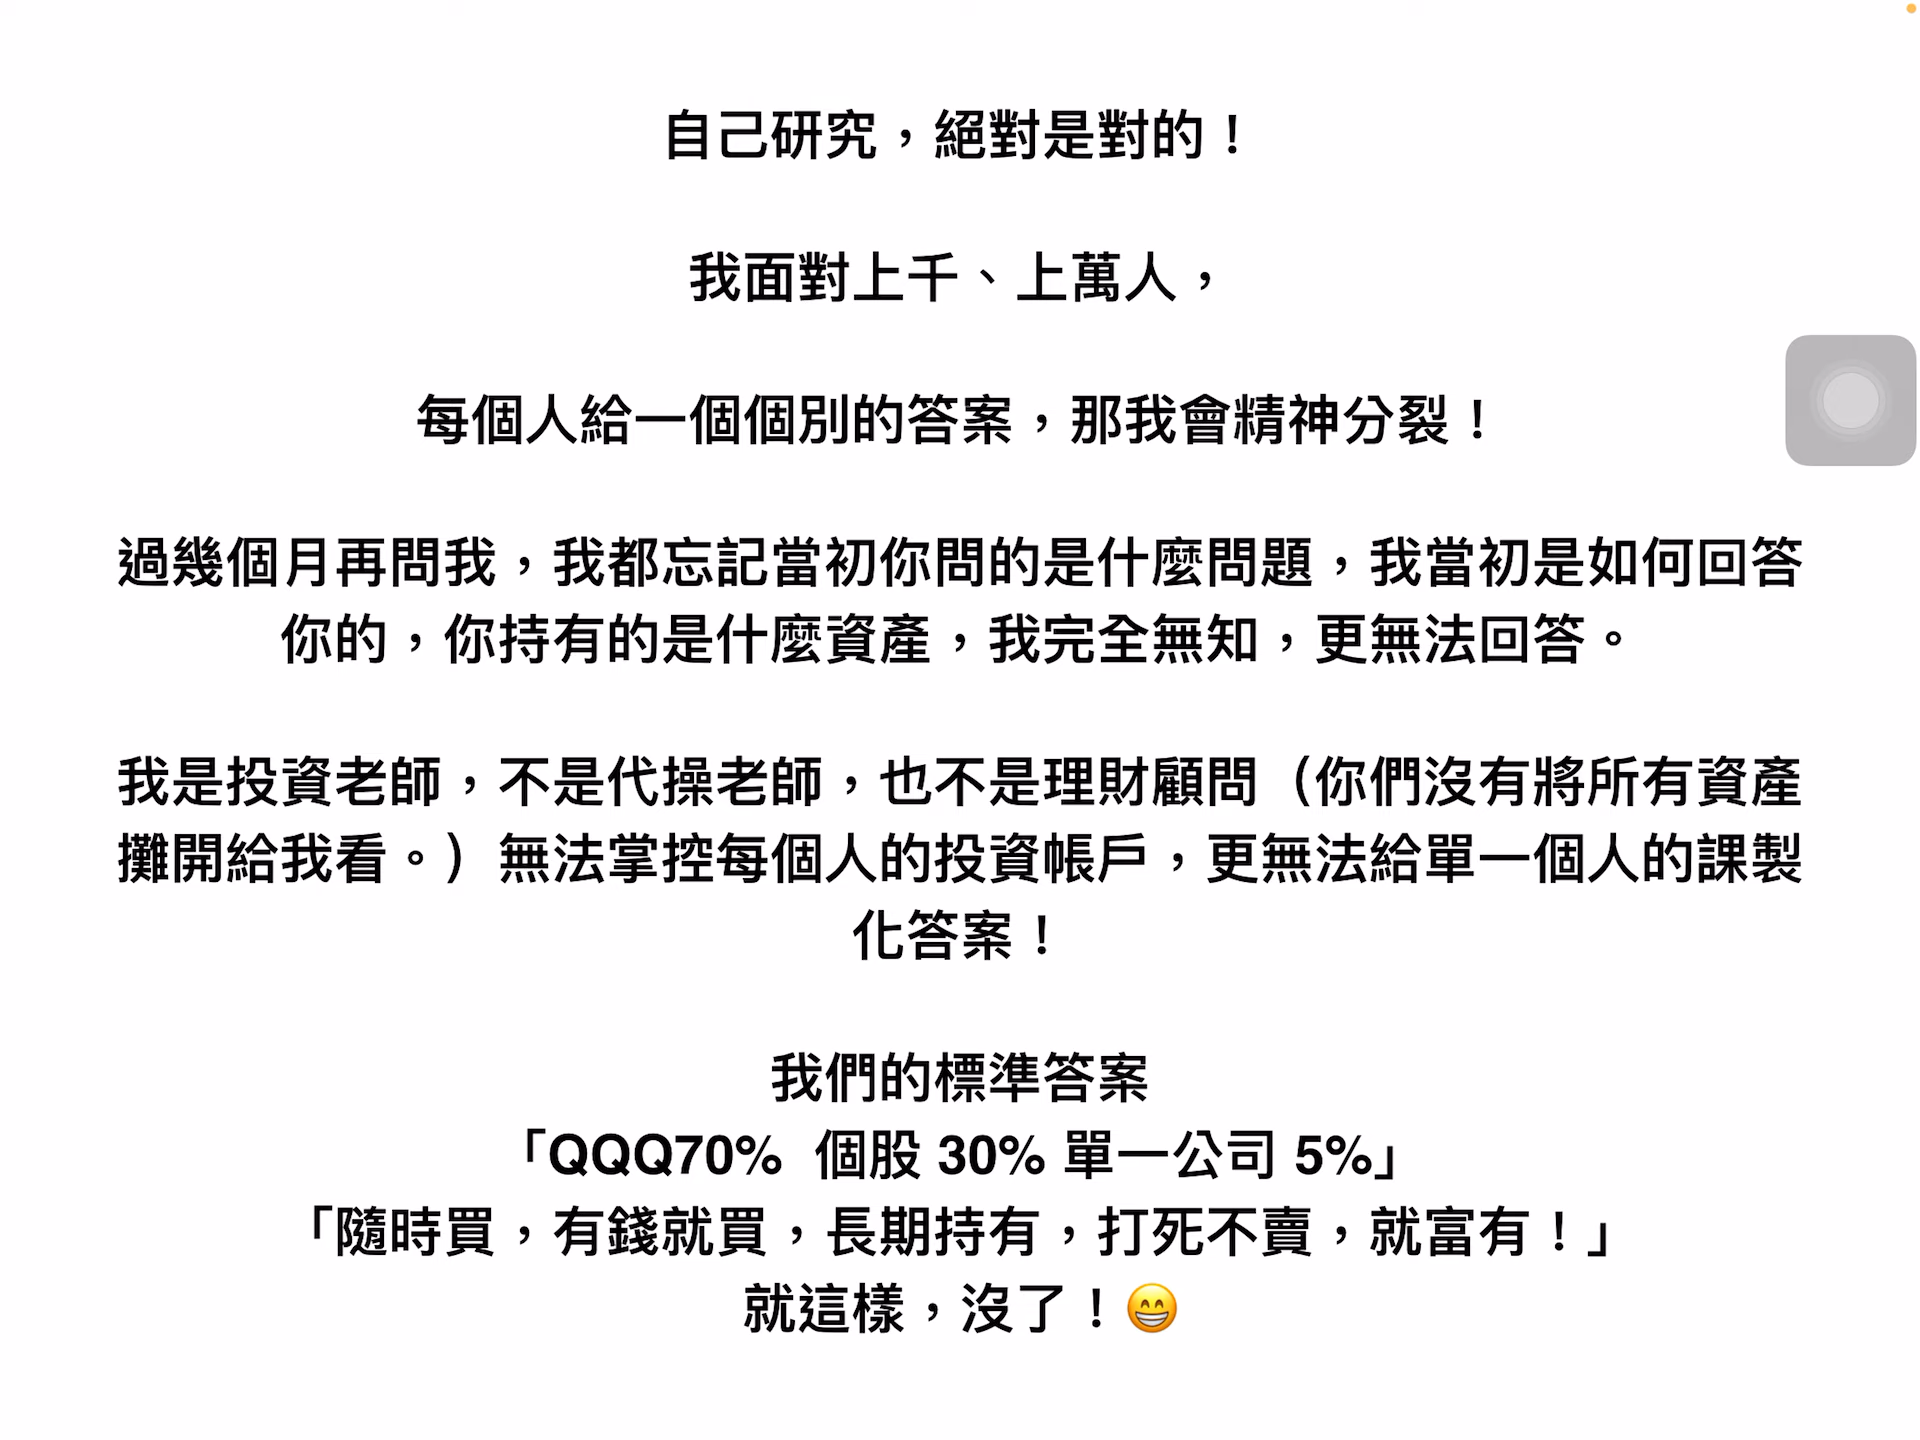 自己研究，絕對是對的！
我面對上千、上萬人，
每個人給一個個別的答案，那我會精神分裂！
過幾個月再問我，我都忘記當初你問的是什麼問題，我當初是如何回答
你的，你持有的是什麼資產，我完全無知，更無法回答。
我是投資老師，不是代操老師，也不是理財顧問（你們沒有將所有資產
攤開給我看。）無法掌控每個人的投資帳戶，更無法給單一個人的課製
化答案！
我們的標準答案
「QQQ70%  個股 30% 單一公司 5%」
「隨時買，有錢就買，長期持有，打死不賣，就富有！」
就這樣，沒了！😁